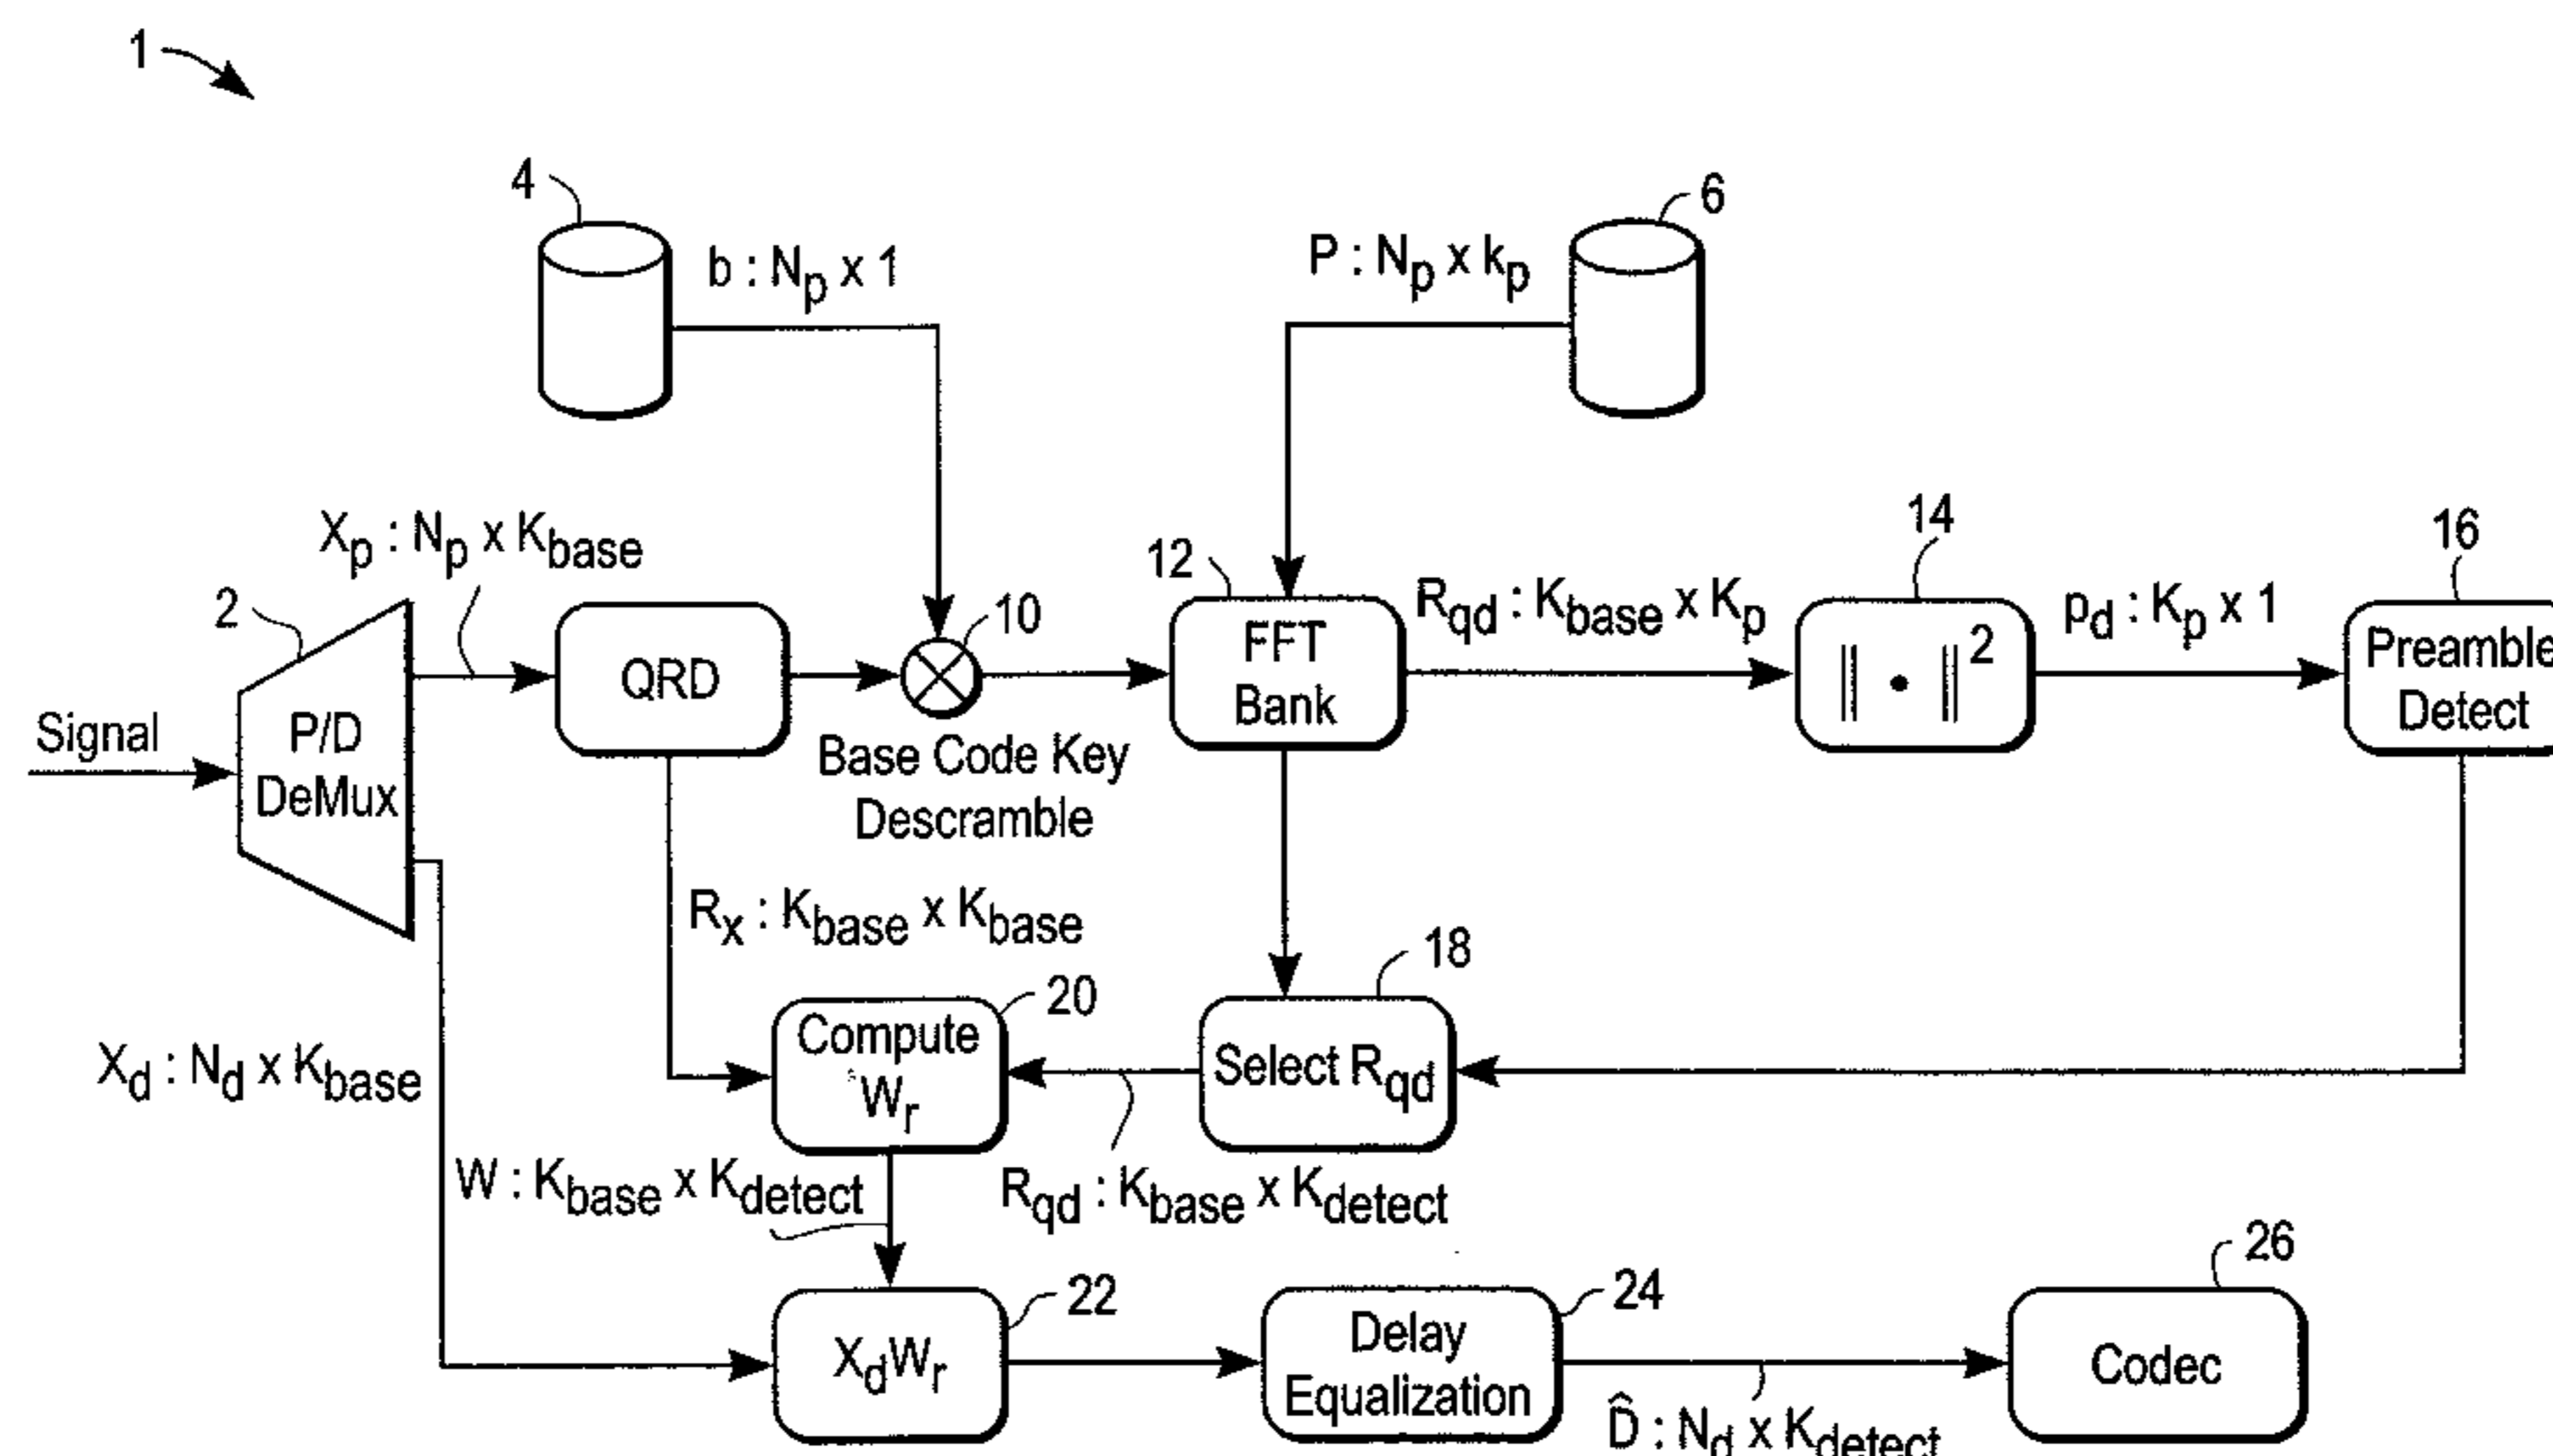 1
4
b : Np x 1
6
P : Np x kp
Xp : Np x Kbase
2
Signal
P/D
DeMux
QRD
10
Base Code Key
Descramble
12
FFT
Bank
Rqd : Kbase x Kp
14
|| • ||2
pd : Kp x 1
16
Preamble
Detect
Rx : Kbase x Kbase
Xd : Nd x Kbase
20
Compute
Wr
18
Select Rqd
W : Kbase x Kdetect
Rqd : Kbase x Kdetect
22
XdWr
24
Delay
Equalization
D̂ : Nd x Kdetect
26
Codec